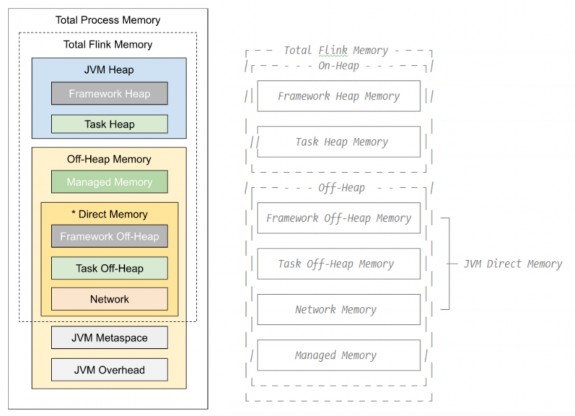 Total Process Memory
Total Flink Memory
JVM Heap
Framework Heap
Task Heap
Off-Heap Memory
Managed Memory
* Direct Memory
Framework Off-Heap
Task Off-Heap
Network
JVM Metaspace
JVM Overhead
Total Flink Memory
On-Heap
Framework Heap Memory
Task Heap Memory
Off-Heap
Framework Off-Heap Memory
Task Off-Heap Memory
JVM Direct Memory
Network Memory
Managed Memory